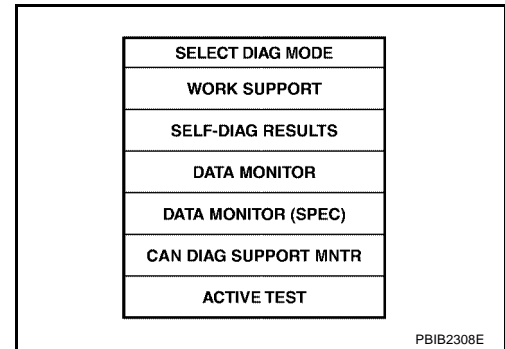 SELECT DIAG MODE
WORK SUPPORT
SELF-DIAG RESULTS
DATA MONITOR
DATA MONITOR (SPEC)
CAN DIAG SUPPORT MNTR
ACTIVE TEST
PBIB2308E